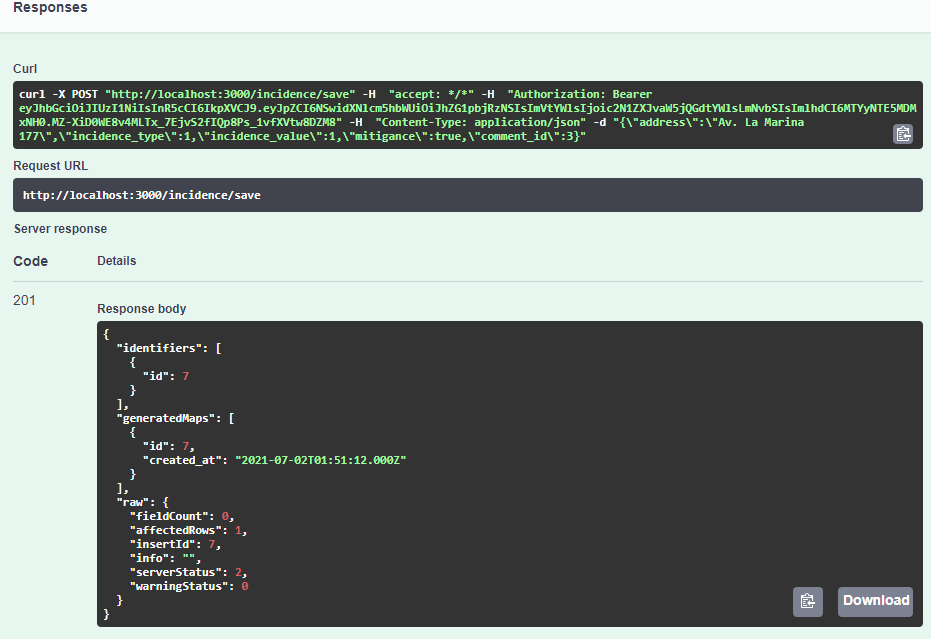 Responses
Curl
curl -X POST "http://localhost:3000/incidence/save" -H  "accept: */*" -H  "Authorization: Bearer
eyJhbGciOiJIUzI1NiIsInR5cCI6IkpXVCJ9.eyJpZCI6NSwidXNlcm5hbWUiOiJhZG1pbjRzNSIsImVtYWlsIjoic2N1ZXJvaW5jQGdtYWlsLmNvbSIsImlhdCI6MTYyNTE5MDM
xNH0.MZ-XiD0WE8v4MLTx_7EjvS2fIQp8Ps_1vfXVtw8DZM8" -H  "Content-Type: application/json" -d "{\"address\":\"Av. La Marina
177\",\"incidence_type\":1,\"incidence_value\":1,\"mitigance\":true,\"comment_id\":3}"
Request URL
http://localhost:3000/incidence/save
Server response
Code Details
201
Response body
{
  "identifiers": [
    {
      "id": 7
    }
  ],
  "generatedMaps": [
    {
      "id": 7,
      "created_at": "2021-07-02T01:51:12.000Z"
    }
  ],
  "raw": {
    "fieldCount": 0,
    "affectedRows": 1,
    "insertId": 7,
    "info": "",
    "serverStatus": 2,
    "warningStatus": 0
  }
}
Download